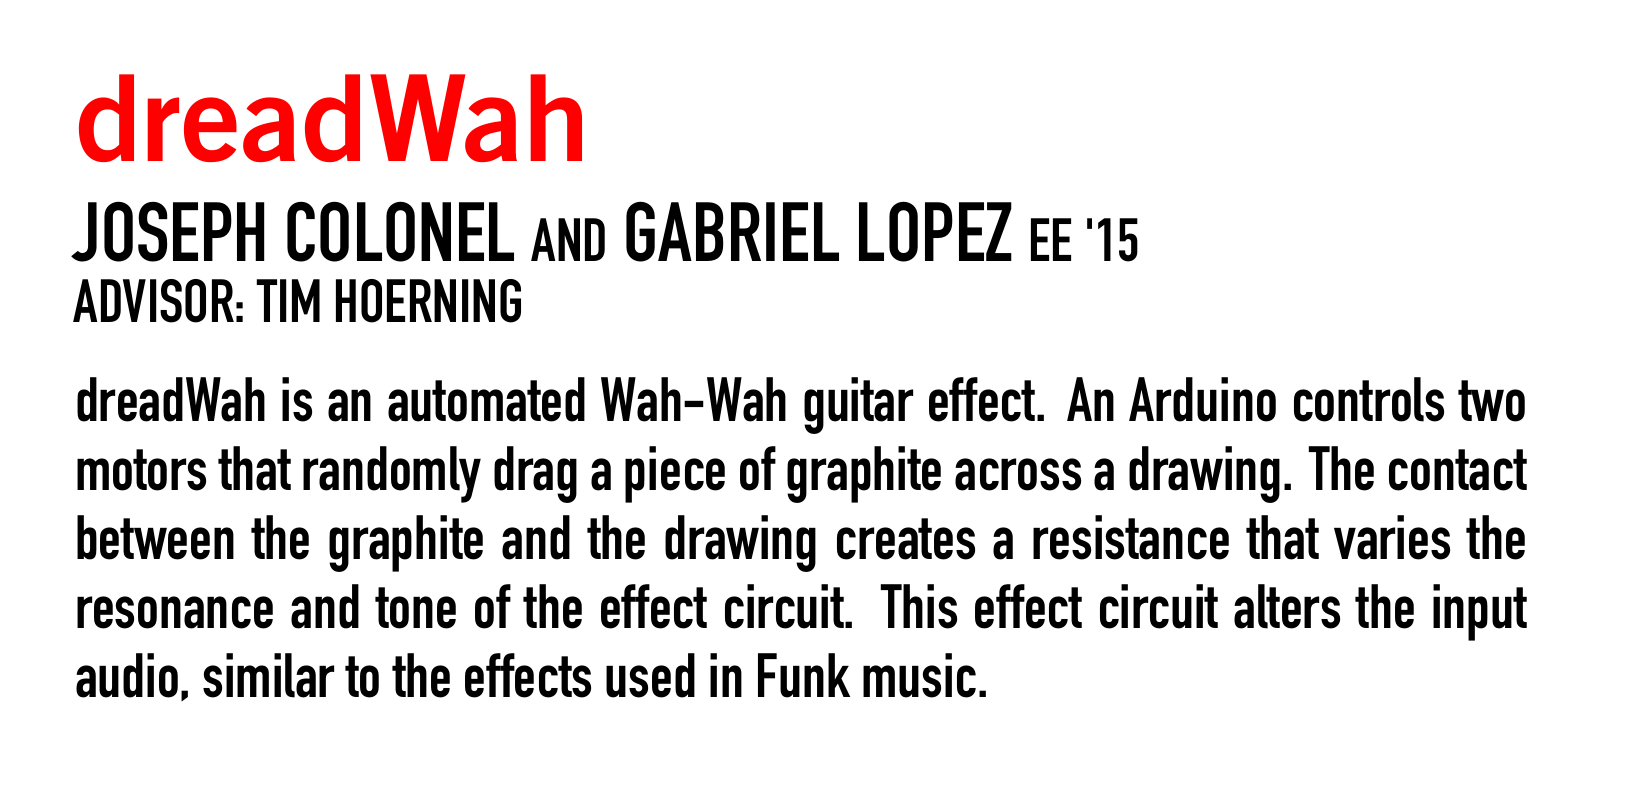 dreadWah
JOSEPH COLONEL AND GABRIEL LOPEZ EE '15
ADVISOR: TIM HOERNING
dreadWah is an automated Wah-Wah guitar effect. An Arduino controls two
motors that randomly drag a piece of graphite across a drawing. The contact
between the graphite and the drawing creates a resistance that varies the
resonance and tone of the effect circuit. This effect circuit alters the input
audio, similar to the effects used in Funk music.